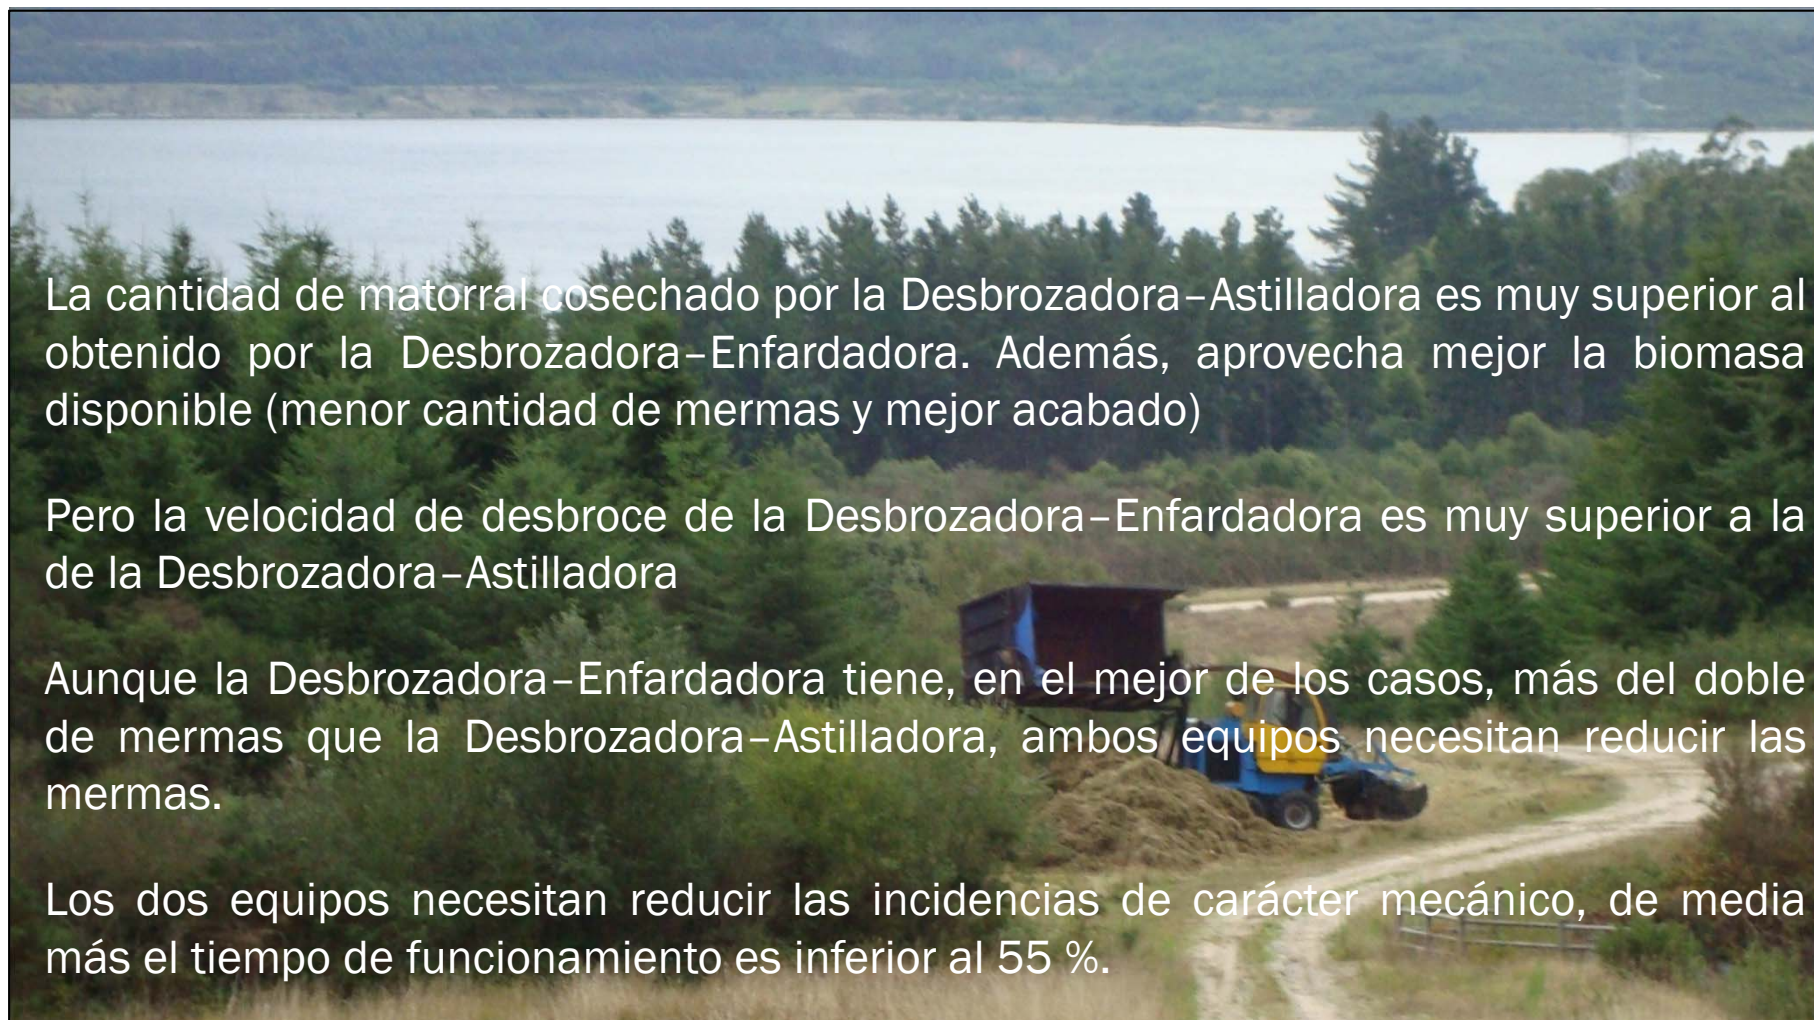 La cantidad de matorral cosechado por la Desbrozadora–Astilladora es muy superior al
obtenido por la Desbrozadora–Enfardadora. Además, aprovecha mejor la biomasa
disponible (menor cantidad de mermas y mejor acabado)
Pero la velocidad de desbroce de la Desbrozadora–Enfardadora es muy superior a la
de la Desbrozadora–Astilladora
Aunque la Desbrozadora–Enfardadora tiene, en el mejor de los casos, más del doble
de mermas que la Desbrozadora–Astilladora, ambos equipos necesitan reducir las
mermas.
Los dos equipos necesitan reducir las incidencias de carácter mecánico, de media
más el tiempo de funcionamiento es inferior al 55 %.